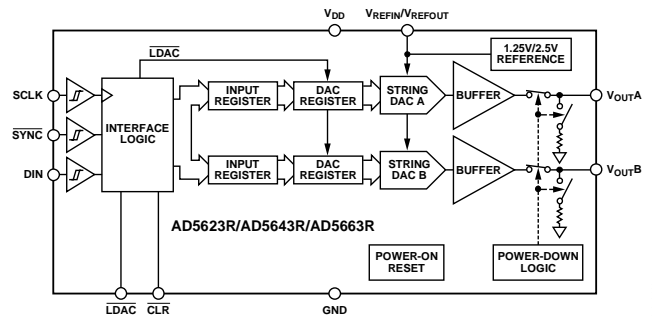 VDD
VREFIN/VREFOUT
LDAC
1.25V/2.5V
REFERENCE
SCLK
SYNC
DIN
INTERFACE
LOGIC
INPUT
REGISTER
DAC
REGISTER
STRING
DAC A
BUFFER
VOUTA
INPUT
REGISTER
DAC
REGISTER
STRING
DAC B
BUFFER
VOUTB
AD5623R/AD5643R/AD5663R
POWER-ON
RESET
POWER-DOWN
LOGIC
LDAC
CLR
GND